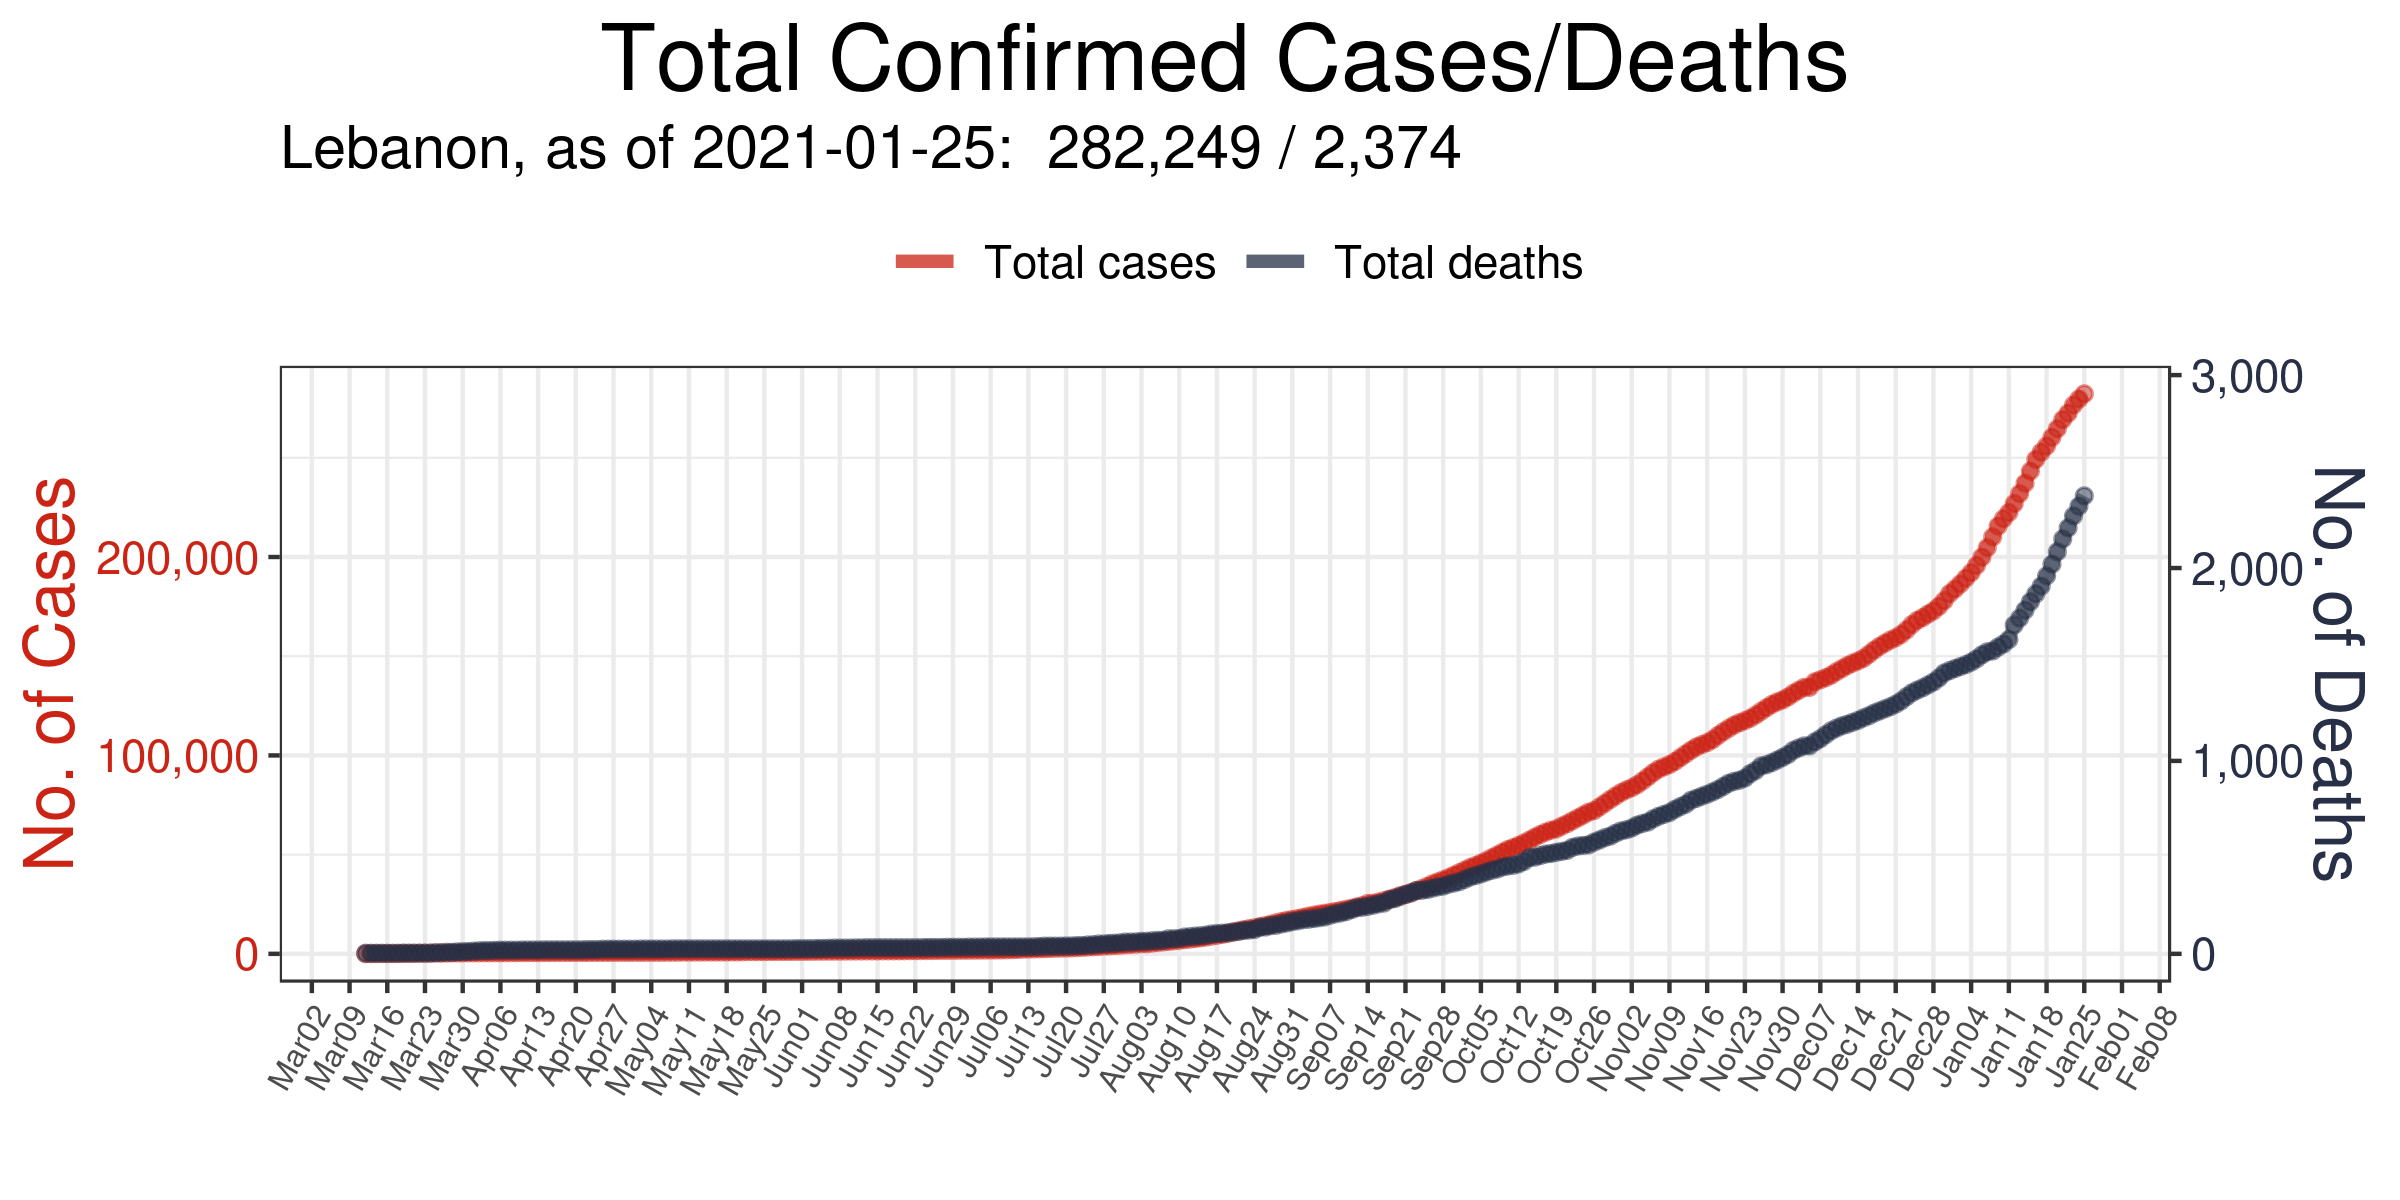 Total Confirmed Cases/Deaths
Lebanon, as of 2021-01-25: 282,249 / 2,374
Total cases Total deaths
No. of Cases
200,000
100,000
0
3,000
2,000
1,000
0
No. of Deaths
Mar02 Mar09 Mar16 Mar23 Mar30 Apr06 Apr13 Apr20 Apr27 May04 May11 May18 May25 Jun01 Jun08 Jun15 Jun22 Jun29 Jul06 Jul13 Jul20 Jul27 Aug03 Aug10 Aug17 Aug24 Aug31 Sep07 Sep14 Sep21 Sep28 Oct05 Oct12 Oct19 Oct26 Nov02 Nov09 Nov16 Nov23 Nov30 Dec07 Dec14 Dec21 Dec28 Dec04 Jan11 Jan18 Jan25 Feb01 Feb08